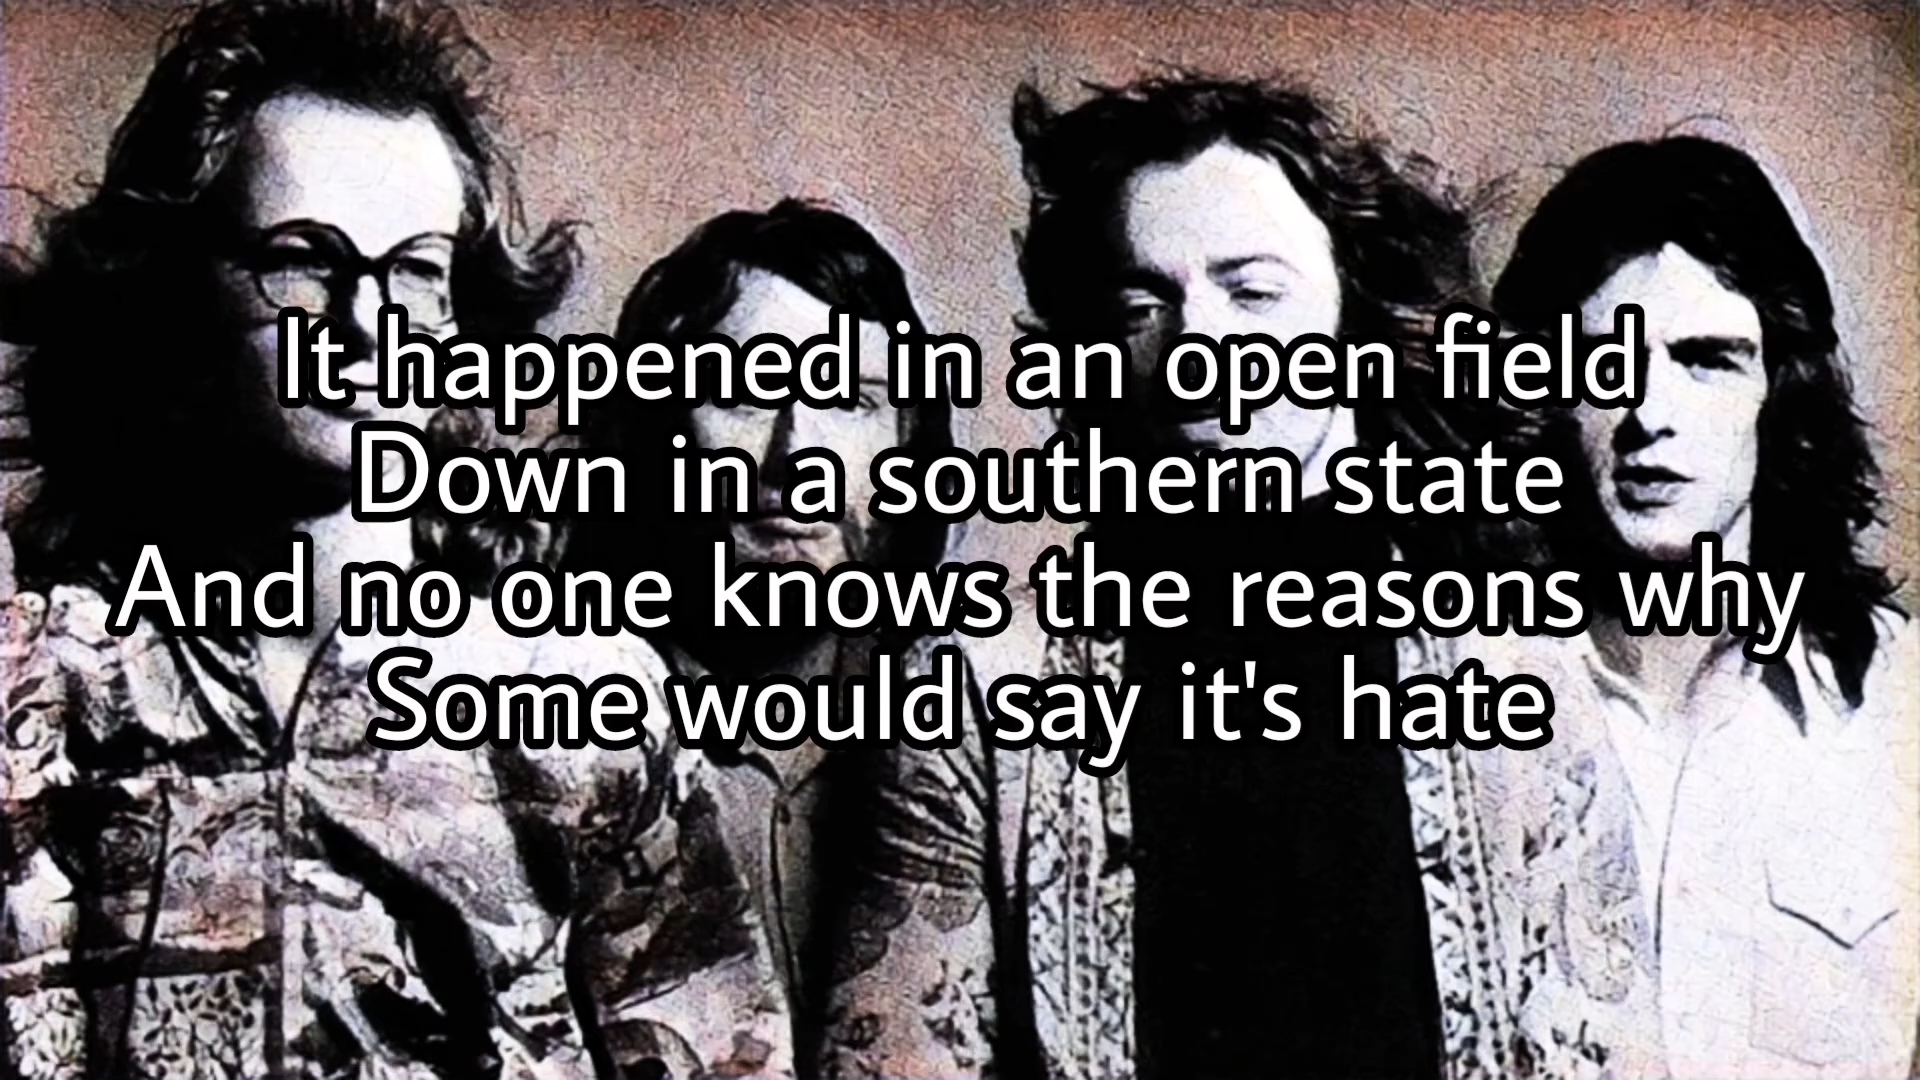 It happened in an open field
Down in a southern state
And no one knows the reasons why
Some would say it's hate